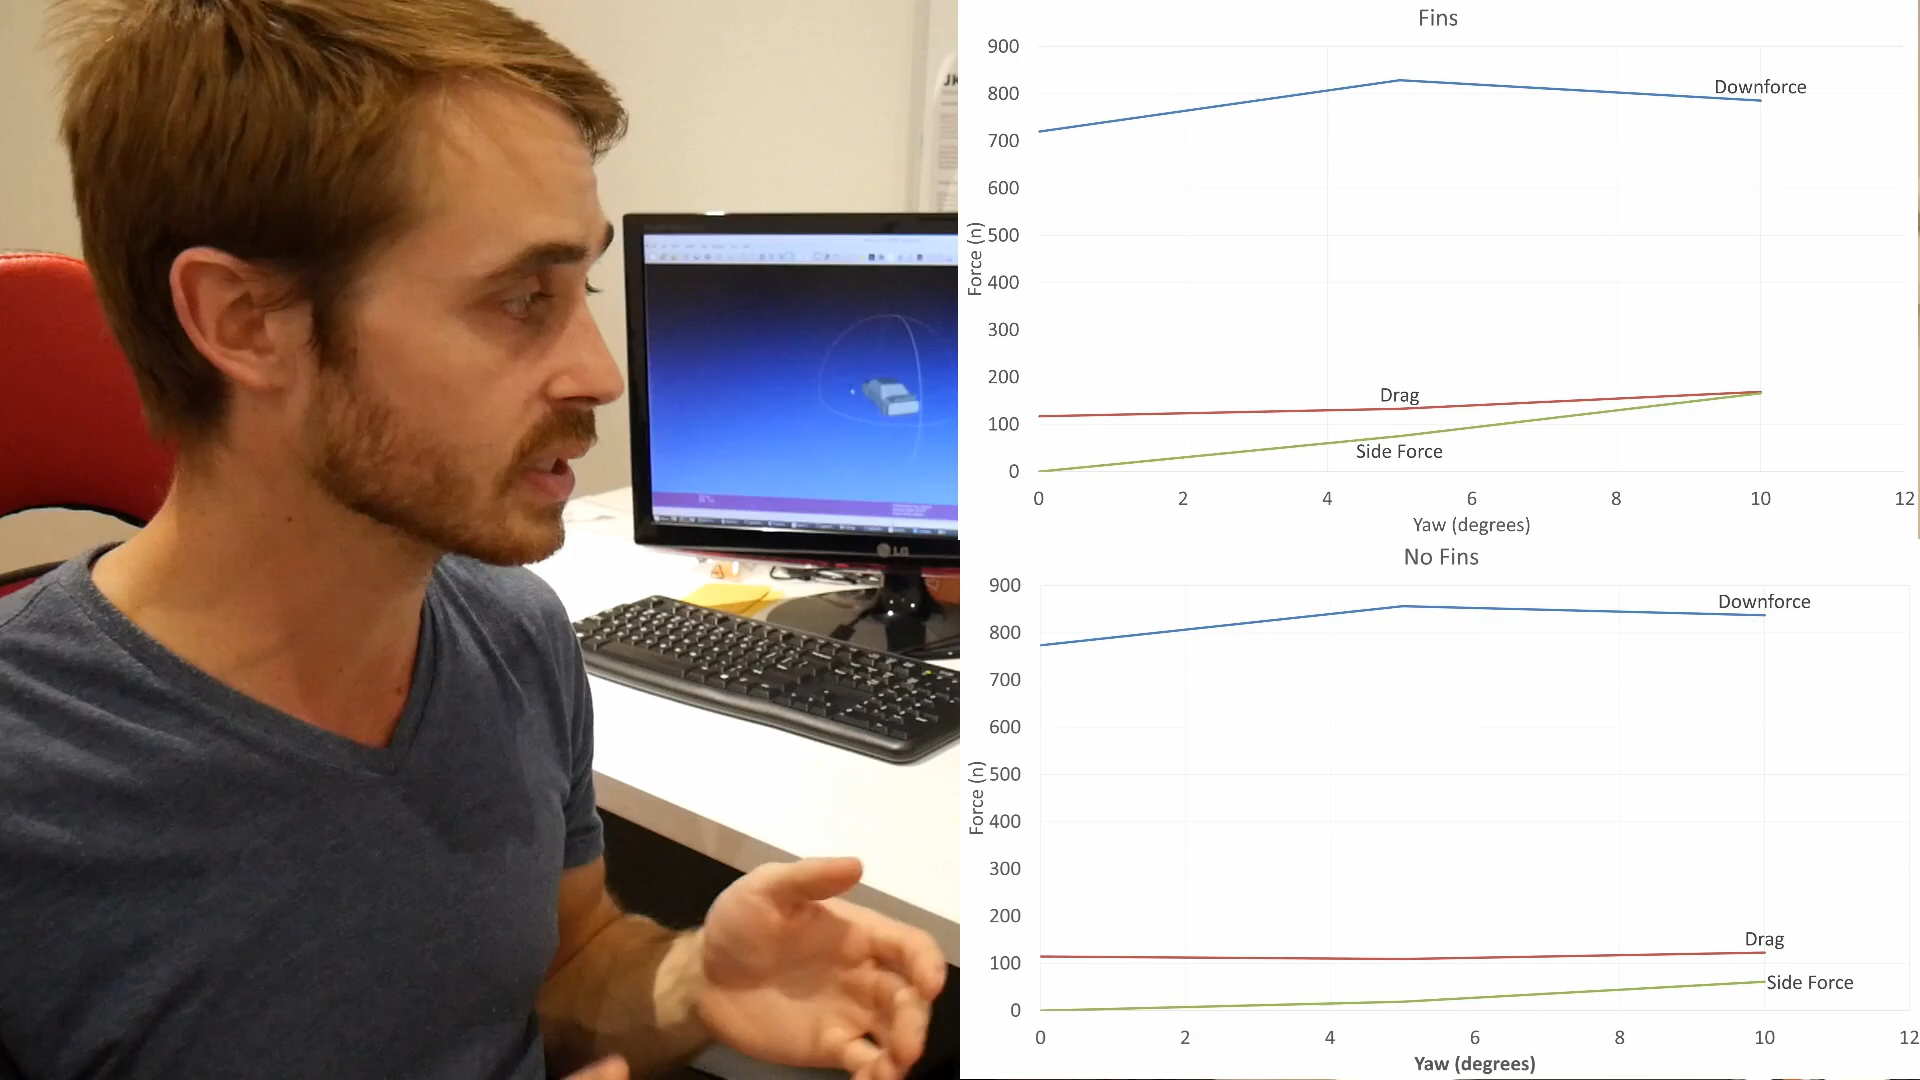 JK
LG
Fins
900
800
700
600
500
400
300
200
100
0
Force (n)
Downforce
Drag
Side Force
0 2 4 6 8 10 12
Yaw (degrees)
No Fins
900
800
700
600
500
400
300
200
100
0
Force (n)
Downforce
Drag
Side Force
0 2 4 6 8 10 12
Yaw (degrees)